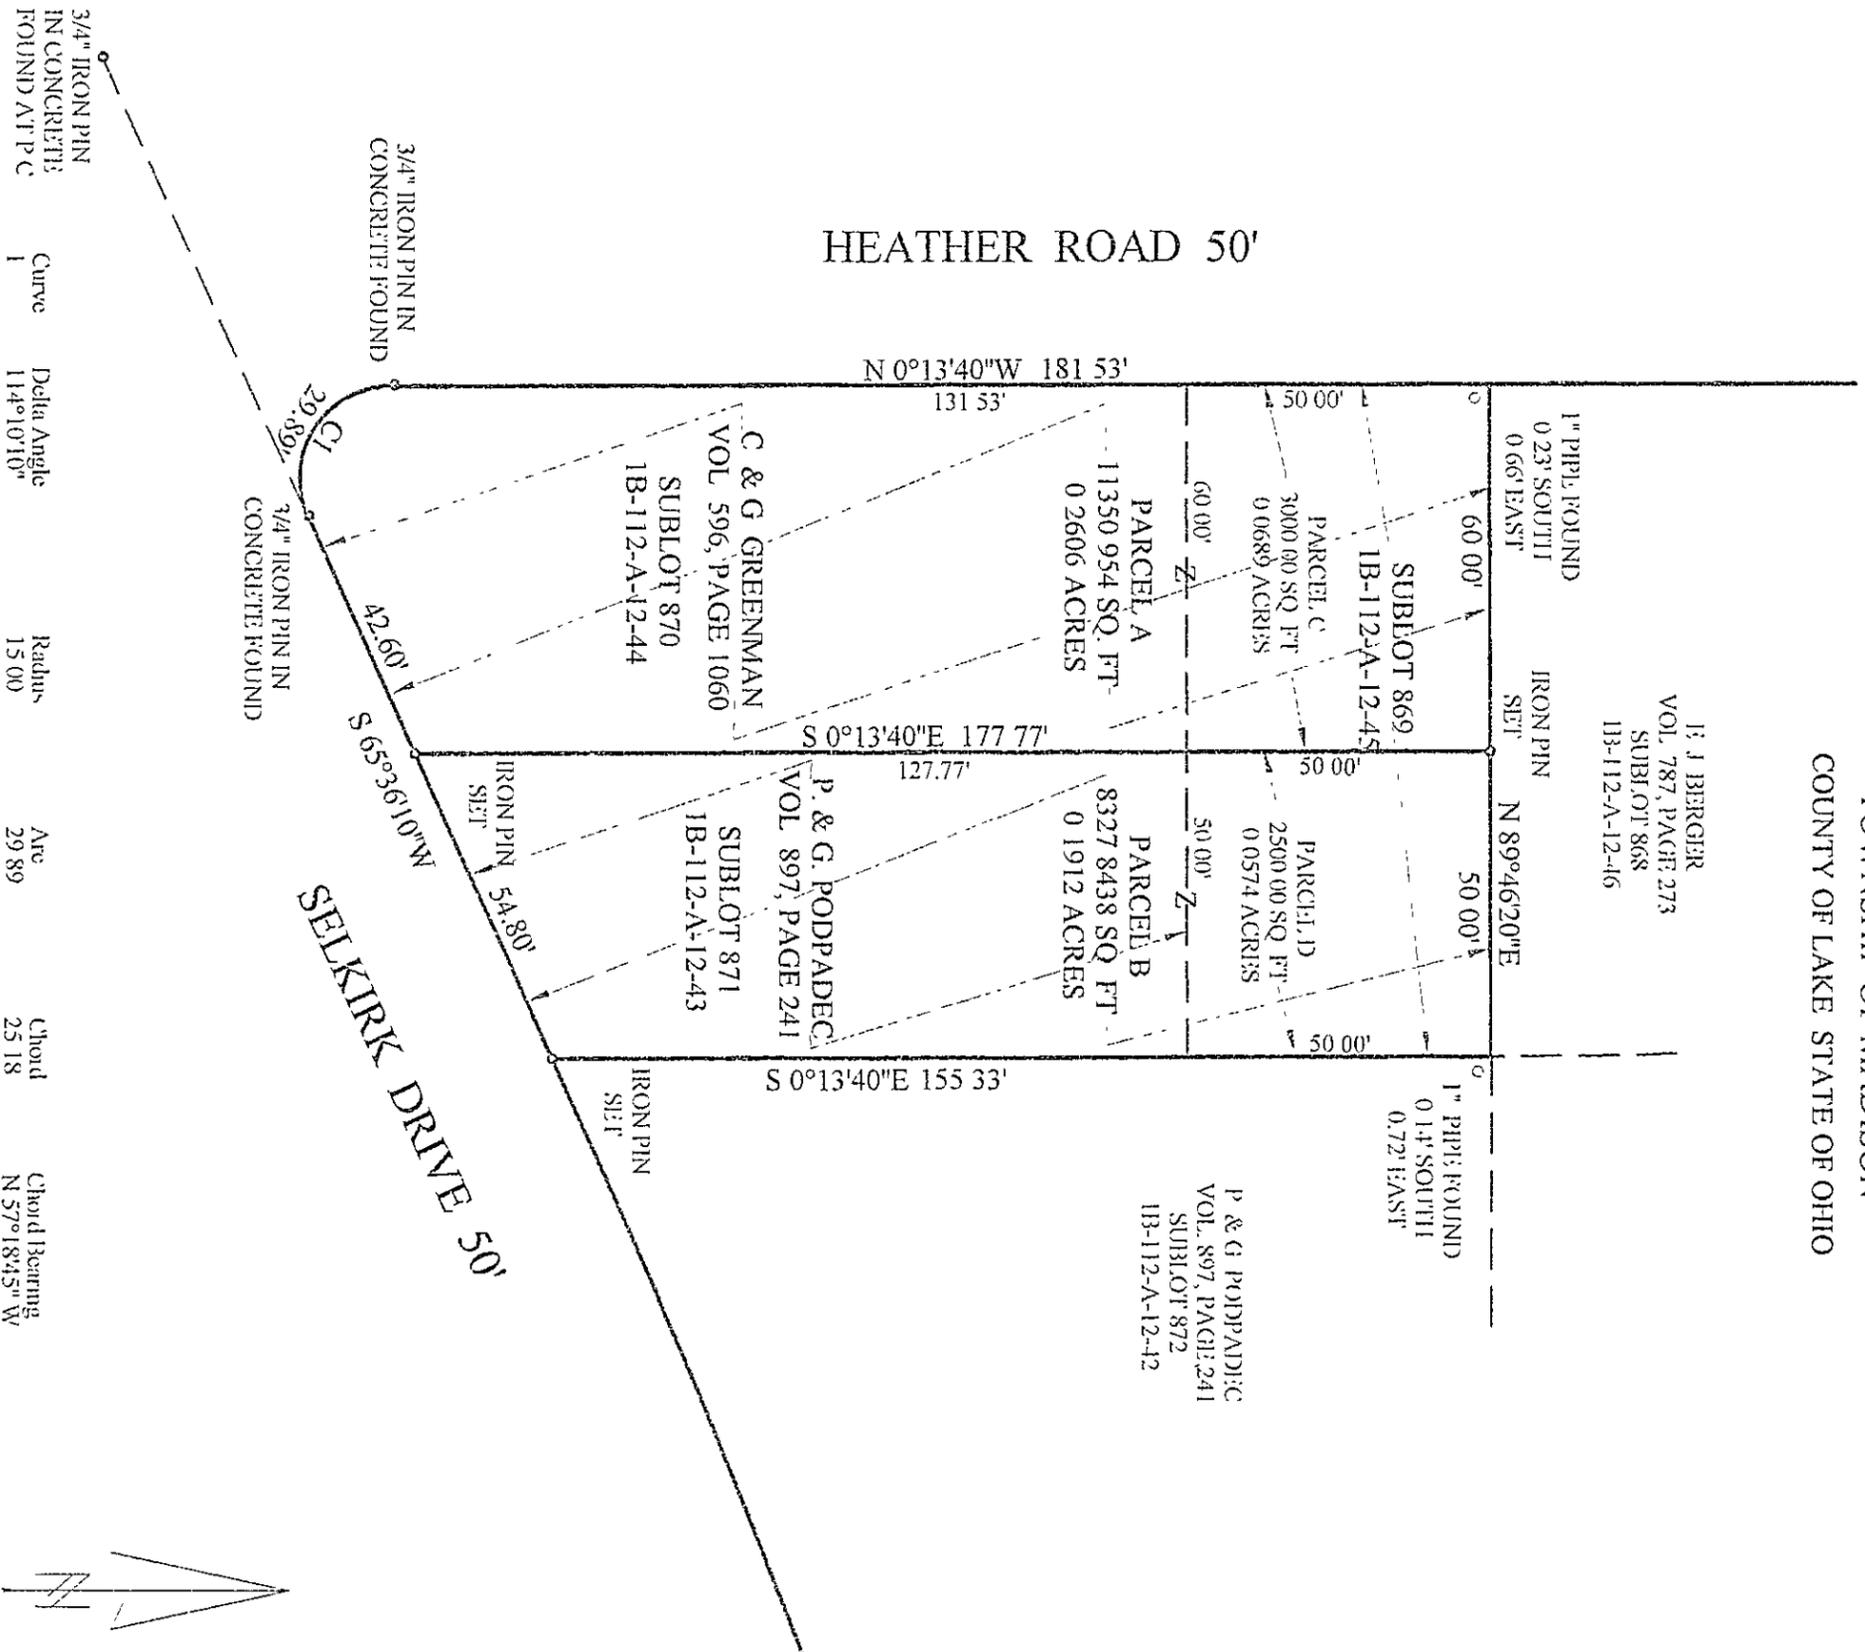 COUNTY OF LAKE STATE OF OHIO
E. J BERGER
VOL 787, PAGE 273
SUBLOT 868
1B-112-A-12-46
1" PIPE FOUND
0 23' SOUTH
0 66' EAST
IRON PIN
SET
N 89°46'20"E
60 00'
50 00'
SUBLOT 869
1B-112-A-12-45
50 00'
50 00'
50 00'
PARCEL C
3000 00 SQ FT
0 0689 ACRES
PARCEL D
2500 00 SQ FT
0 0574 ACRES
1" PIPE FOUND
0 14' SOUTH
0.72' EAST
P & G PODPADEC
VOL. 897, PAGE 241
SUBLOT 872
1B-112-A-12-42
60 00'
Z
50 00'
Z
HEATHER ROAD 50'
N 0°13'40"W 181 53'
131 53'
PARCEL A
11350 954 SQ. FT
0 2606 ACRES
PARCEL B
8327 8438 SQ FT
0 1912 ACRES
S 0°13'40"E 177 77'
127.77'
S 0°13'40"E 155 33'
C & G GREENMAN
VOL 596, PAGE 1060
SUBLOT 870
1B-112-A-12-44
P. & G. PODPADEC
VOL 897, PAGE 241
SUBLOT 871
1B-112-A-12-43
3/4" IRON PIN IN
CONCRETE FOUND
C1
29.89'
3/4" IRON PIN IN
CONCRETE FOUND
42.60'
S 65°36'10"W
IRON PIN
SET
54.80'
IRON PIN
SET
SELKIRK DRIVE 50'
3/4" IRON PIN
IN CONCRETE
FOUND AT P C
Curve Delta Angle Radius Arc Chord Chord Bearing
1 114°10'10" 15 00 29 89 25 18 N 57°18'45" W